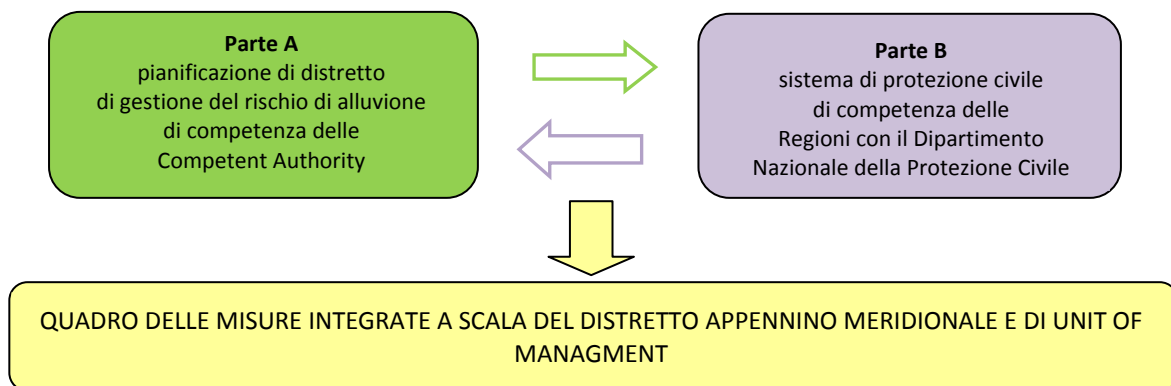 Parte A
pianificazione di distretto
di gestione del rischio di alluvione
di competenza delle
Competent Authority
Parte B
sistema di protezione civile
di competenza delle
Regioni con il Dipartimento
Nazionale della Protezione Civile
QUADRO DELLE MISURE INTEGRATE A SCALA DEL DISTRETTO APPENNINO MERIDIONALE E DI UNIT OF
MANAGMENT